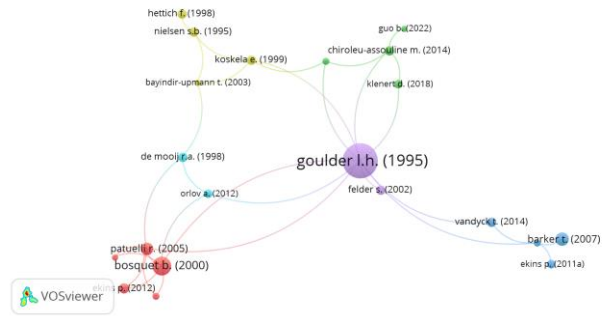 hettich f. (1998)
nielsen s.b. (1995)
guo b. (2022)
chiroleu-assouline m. (2014)
koskela e. (1999)
bayindir-upmann t. (2003)
klenert d. (2018)
de mooij r.a. (1998)
goulder l.h. (1995)
orlov a. (2012)
felder s. (2002)
vandyck t. (2014)
barker t. (2007)
patuelli r. (2005)
bosquet b. (2000)
ekins p. (2011a)
ekins p. (2012)
VOSviewer